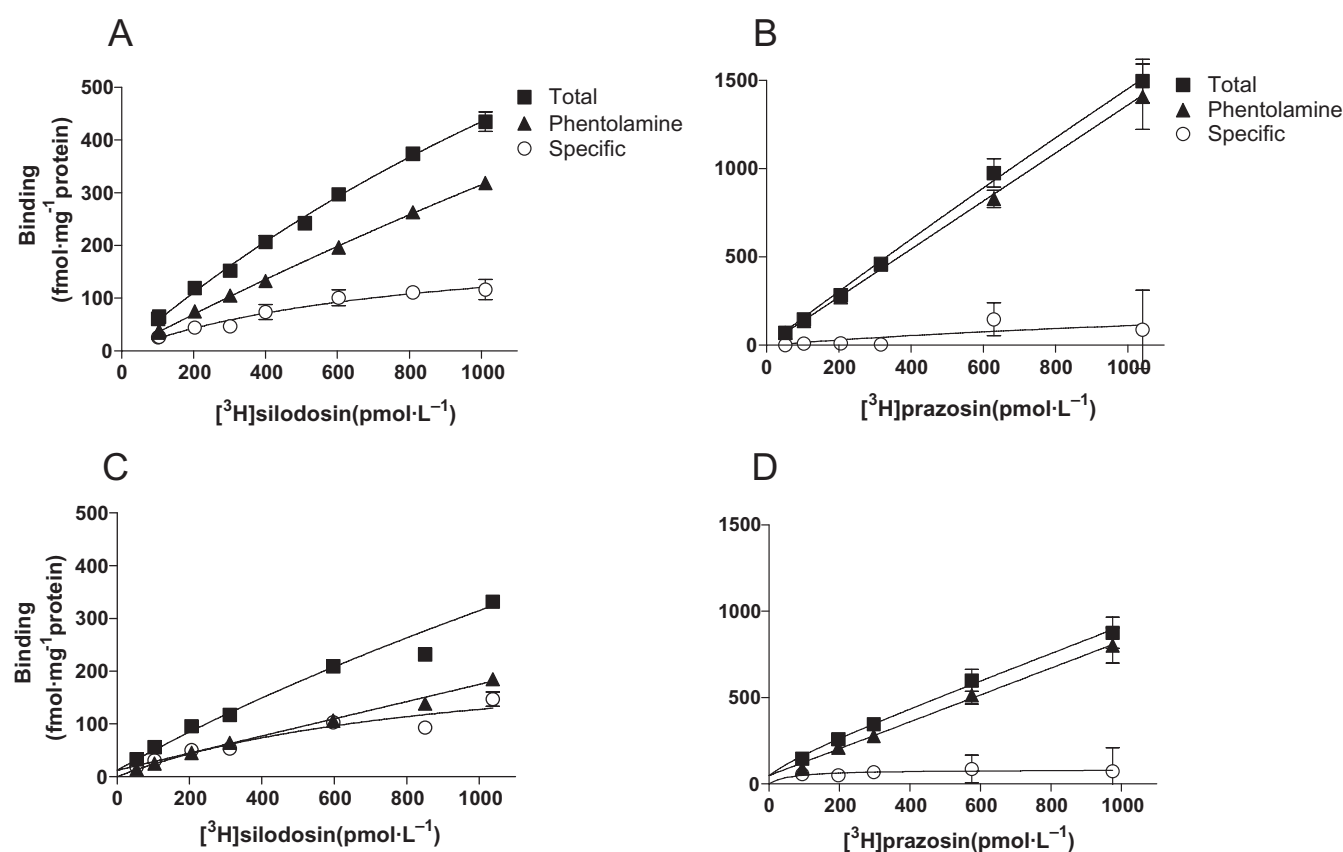 A
Binding
(fmol·mg⁻¹protein)
500
400
300
200
100
0
0 200 400 600 800 1000
[³H]silodosin(pmol·L⁻¹)
Total
Phentolamine
Specific
B
1500
1000
500
0
0 200 400 600 800 1000
[³H]prazosin(pmol·L⁻¹)
Total
Phentolamine
Specific
C
Binding
(fmol·mg⁻¹protein)
500
400
300
200
100
0
0 200 400 600 800 1000
[³H]silodosin(pmol·L⁻¹)
D
1500
1000
500
0
0 200 400 600 800 1000
[³H]prazosin(pmol·L⁻¹)